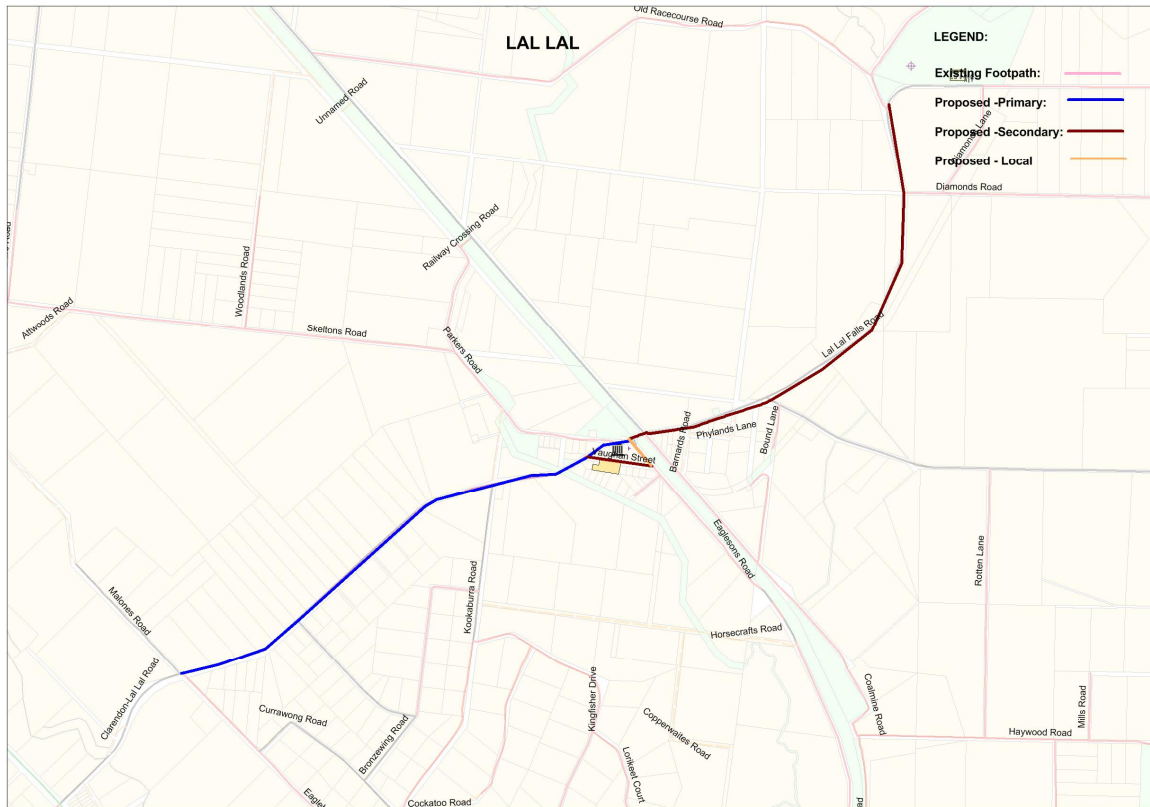 Old Racecourse Road
LAL LAL
LEGEND:
Existing Footpath:
Proposed -Primary:
Proposed -Secondary:
Proposed - Local
Unnamed Road
Diamonds Road
Railway Crossing Road
Woodlands Road
Attwoods Road
Skeltons Road
Parkers Road
Lal Lal Falls Road
Phylands Lane
Barnards Road
Bound Lane
Vaughan Street
Eaglesons Road
Kookaburra Road
Rotten Lane
Malones Road
Horsecrafts Road
Clarendon-Lal Lal Road
Kingfisher Drive
Coalmine Road
Currawong Road
Bronzewing Road
Copperwaites Road
Mills Road
Haywood Road
Lorikeet Court
Cockatoo Road